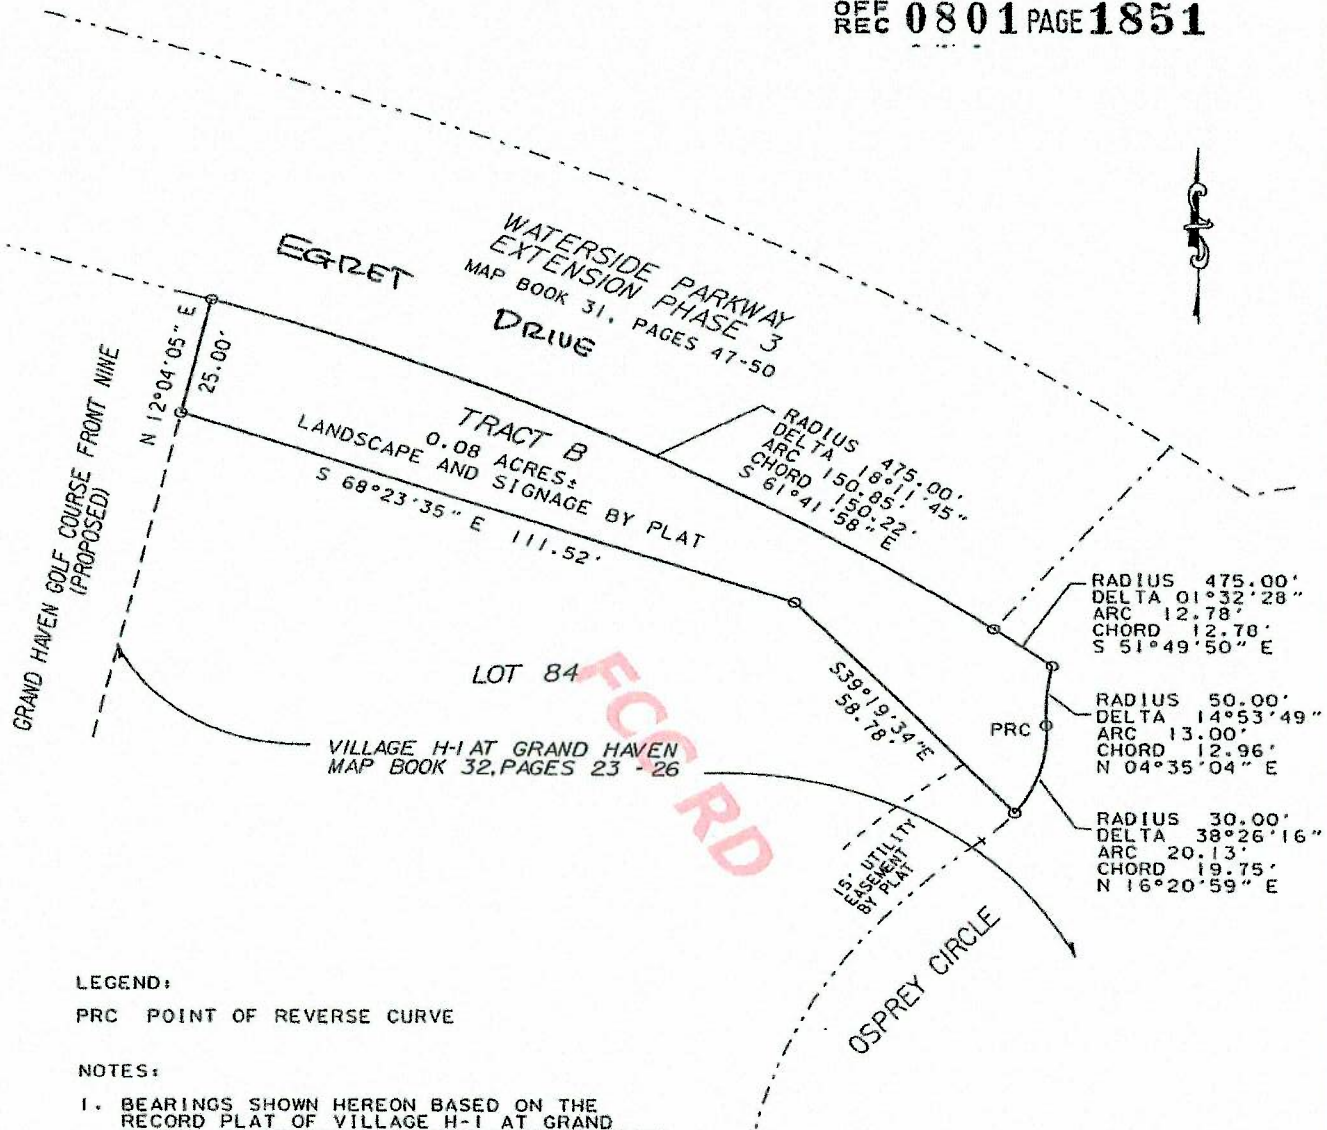 OFF
REC 0801 PAGE 1851
WATERSIDE PARKWAY
EXTENSION PHASE 3
MAP BOOK 31, PAGES 47-50
EGRET
DRIVE
N 12°04'05" E
25.00'
GRAND HAVEN GOLF COURSE FRONT NINE
(PROPOSED)
TRACT B
0.08 ACRES±
LANDSCAPE AND SIGNAGE BY PLAT
S 68°23'35" E 111.52'
RADIUS 475.00'
DELTA 18°11'45"
ARC 150.85'
CHORD 150.22'
S 61°41'58" E
RADIUS 475.00'
DELTA 01°32'28"
ARC 12.78'
CHORD 12.78'
S 51°49'50" E
LOT 84
S39°19'34"E
58.78'
PRC
RADIUS 50.00'
DELTA 14°53'49"
ARC 13.00'
CHORD 12.96'
N 04°35'04" E
VILLAGE H-1 AT GRAND HAVEN
MAP BOOK 32, PAGES 23 - 26
FCC RD
RADIUS 30.00'
DELTA 38°26'16"
ARC 20.13'
CHORD 19.75'
N 16°20'59" E
15' UTILITY
EASEMENT
BY PLAT
OSPREY CIRCLE
LEGEND:
PRC POINT OF REVERSE CURVE
NOTES:
1. BEARINGS SHOWN HEREON BASED ON THE
RECORD PLAT OF VILLAGE H-1 AT GRAND